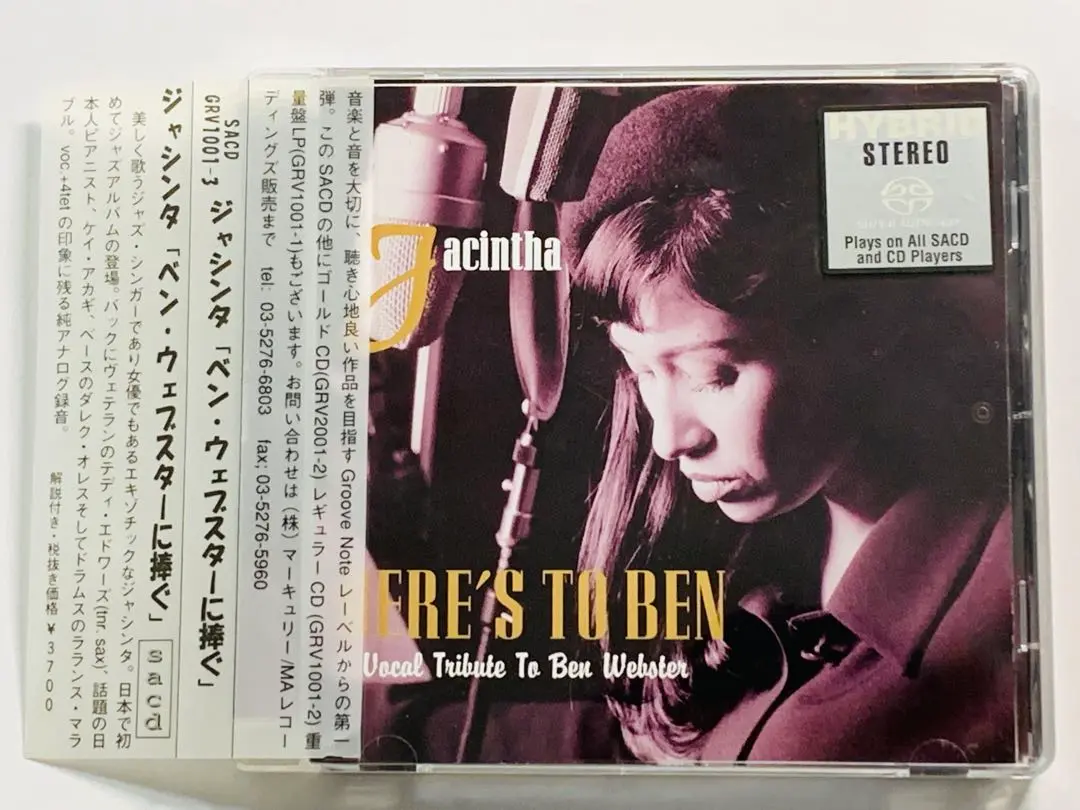 HYBRID
STEREO
Plays on All SACD
and CD Players
Jacintha
HERE'S TO BEN
Vocal Tribute To Ben Webster
音楽と音を大切に、聴き心地良い作品を目指す Groove Note レーベルからの第一
弾。このSACDの他にゴールド CD(GRV2001-2) レギュラー CD (GRV1001-2) 重
量盤LP(GRV1001-1)もございます。お問い合わせは (株) マーキュリー/MAレコー
ディングズ販売まで tel: 03-5276-6803 fax; 03-5276-5960
SACD
GRV1001-3
ジャシンタ「ベン・ウェブスターに捧ぐ」
ジャシンタ「ベン・ウェブスターに捧ぐ」
sacd
美しく歌うジャズ・シンガーであり女優でもあるエキゾチックなジャシンタ。日本で初
めてジャズアルバムの登場。バックにヴェテランのテディ・エドワーズ(tnr. sax)、話題の日
本人ピアニスト、ケイ・アカギ、ベースのダレク・オレスそしてドラムスのラランス・マラ
ブル。voc+4tetの印象に残る純アナログ録音。
解説付き・税抜き価格¥3700